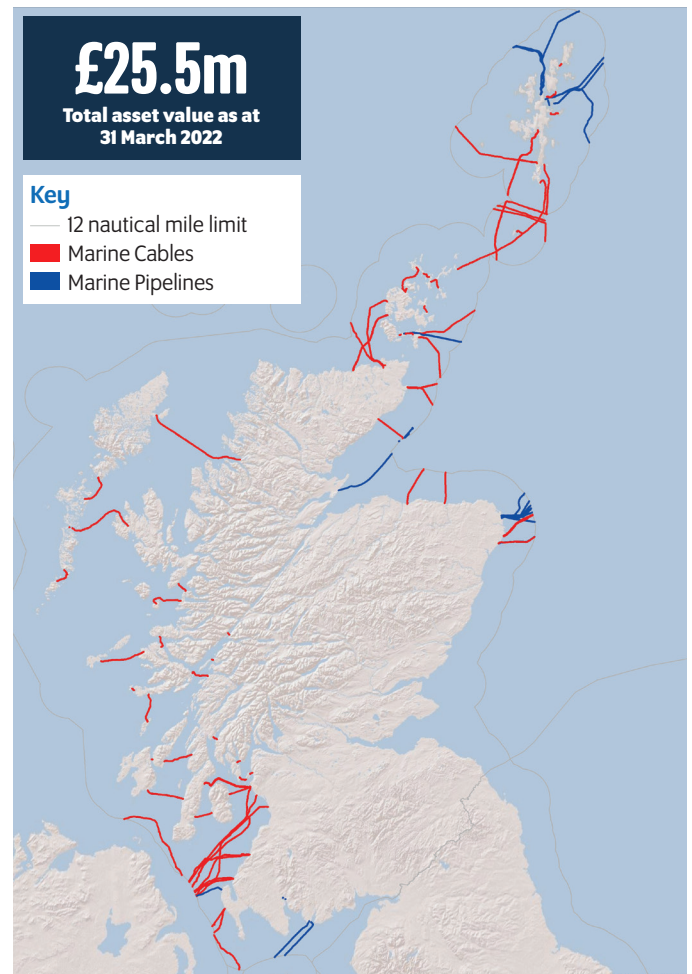 £25.5m
Total asset value as at
31 March 2022
Key
12 nautical mile limit
Marine Cables
Marine Pipelines